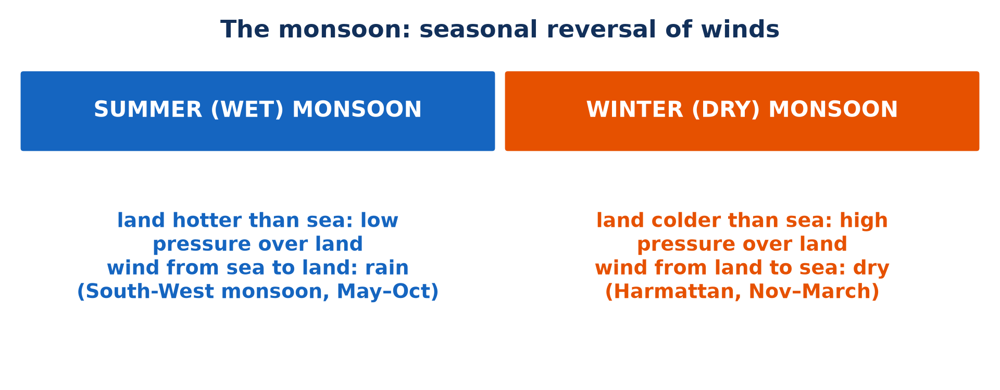 The monsoon: seasonal reversal of winds
SUMMER (WET) MONSOON
land hotter than sea: low
pressure over land
wind from sea to land: rain
(South-West monsoon, May–Oct)
WINTER (DRY) MONSOON
land colder than sea: high
pressure over land
wind from land to sea: dry
(Harmattan, Nov–March)